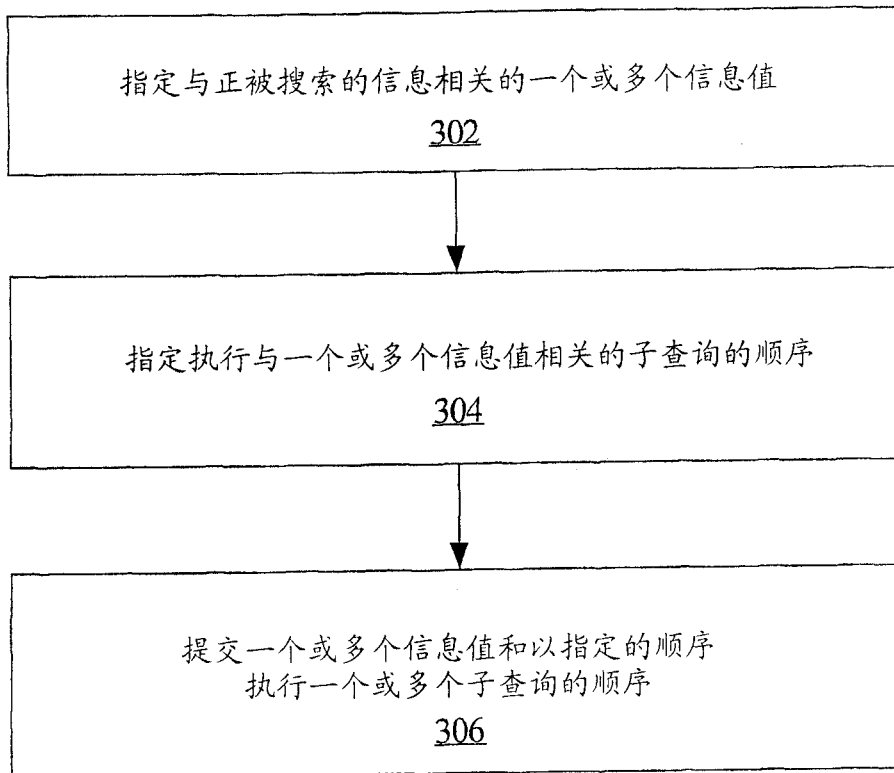 指定与正被搜索的信息相关的一个或多个信息值
302
指定执行与一个或多个信息值相关的子查询的顺序
304
提交一个或多个信息值和以指定的顺序
执行一个或多个子查询的顺序
306